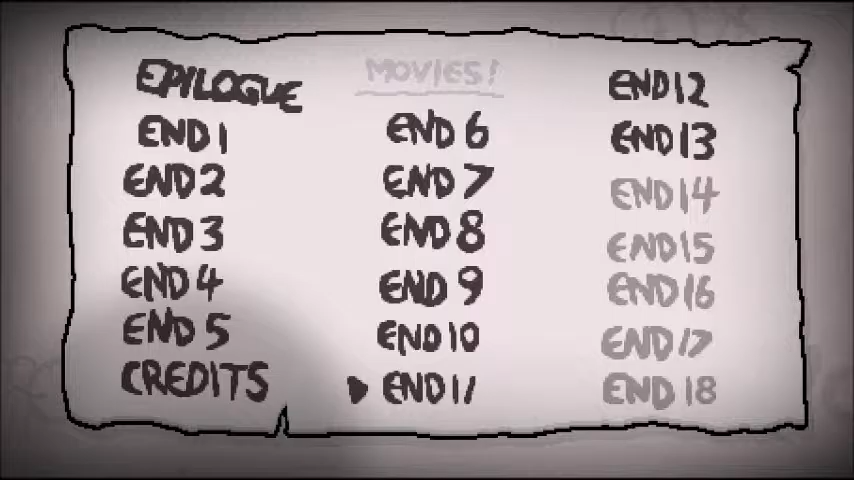 MOVIES!
EPILOGUE
END 1
END 2
END 3
END 4
END 5
CREDITS
END 6
END 7
END 8
END 9
END 10
END 11
END 12
END 13
END 14
END 15
END 16
END 17
END 18